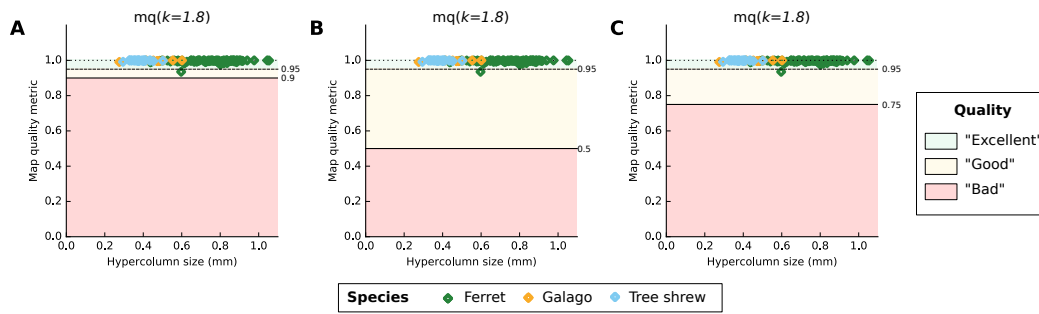 A
mq(k=1.8)
Map quality metric
1.0
0.8
0.6
0.4
0.2
0.0
0.95
0.9
0.0 0.2 0.4 0.6 0.8 1.0
Hypercolumn size (mm)
B
mq(k=1.8)
Map quality metric
1.0
0.8
0.6
0.4
0.2
0.0
0.95
0.5
0.0 0.2 0.4 0.6 0.8 1.0
Hypercolumn size (mm)
C
mq(k=1.8)
Map quality metric
1.0
0.8
0.6
0.4
0.2
0.0
0.95
0.75
0.0 0.2 0.4 0.6 0.8 1.0
Hypercolumn size (mm)
Quality
"Excellent"
"Good"
"Bad"
Species Ferret Galago Tree shrew